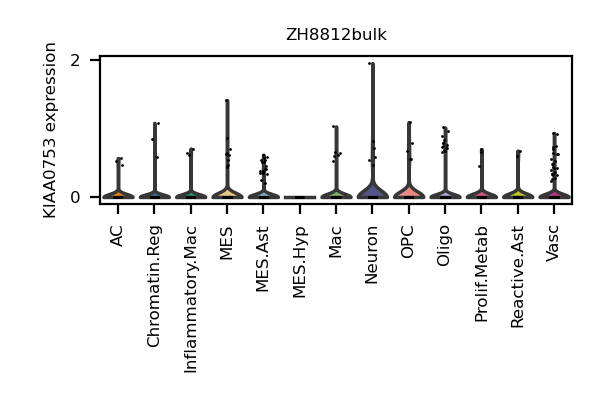 ZH8812bulk
KIAA0753 expression
2
0
AC
Chromatin.Reg
Inflammatory.Mac
MES
MES.Ast
MES.Hyp
Mac
Neuron
OPC
Oligo
Prolif.Metab
Reactive.Ast
Vasc